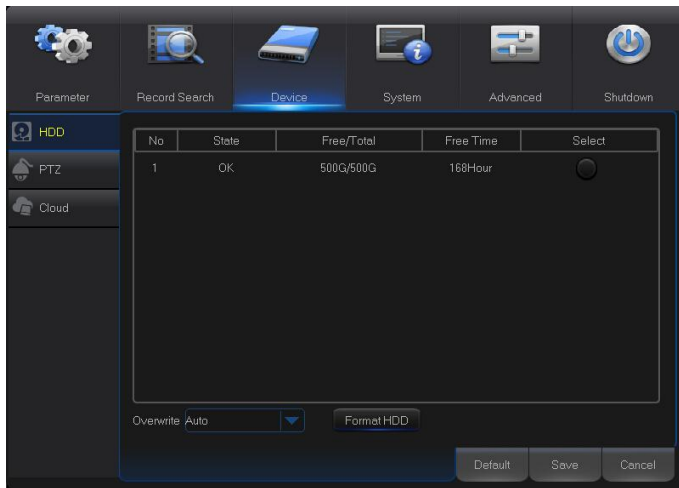 Parameter Record Search Device System Advanced Shutdown
HDD
PTZ
Cloud
No State Free/Total Free Time Select
1 OK 500G/500G 168Hour
Overwrite Auto Format HDD
Default Save Cancel